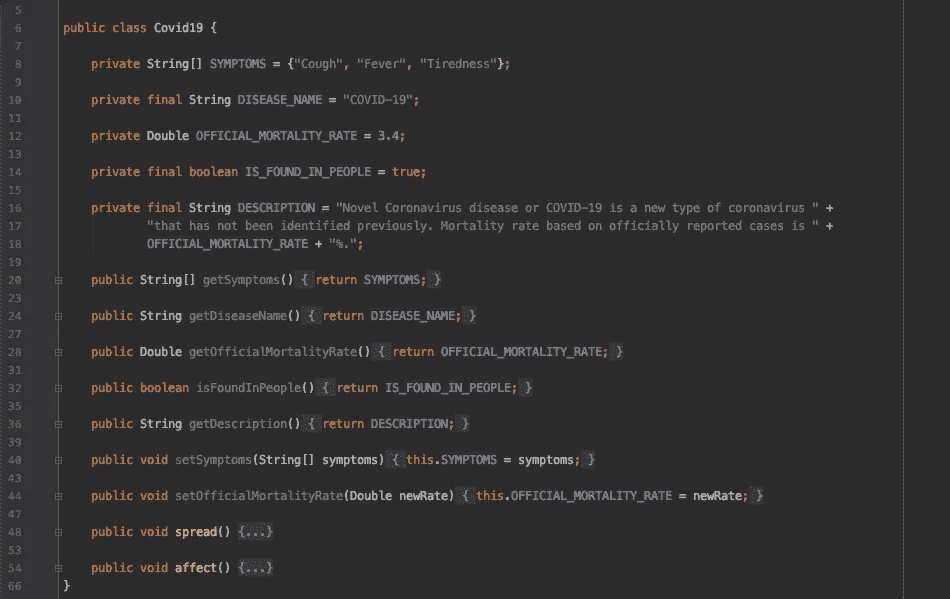 5
6 public class Covid19 {
7
8 private String[] SYMPTOMS = {"Cough", "Fever", "Tiredness"};
9
10 private final String DISEASE_NAME = "COVID-19";
11
12 private Double OFFICIAL_MORTALITY_RATE = 3.4;
13
14 private final boolean IS_FOUND_IN_PEOPLE = true;
15
16 private final String DESCRIPTION = "Novel Coronavirus disease or COVID-19 is a new type of coronavirus " +
17 "that has not been identified previously. Mortality rate based on officially reported cases is " +
18 OFFICIAL_MORTALITY_RATE + "%.";
19
20 public String[] getSymptoms() { return SYMPTOMS; }
23
24 public String getDiseaseName() { return DISEASE_NAME; }
27
28 public Double getOfficialMortalityRate() { return OFFICIAL_MORTALITY_RATE; }
31
32 public boolean isFoundInPeople() { return IS_FOUND_IN_PEOPLE; }
35
36 public String getDescription() { return DESCRIPTION; }
39
40 public void setSymptoms(String[] symptoms) { this.SYMPTOMS = symptoms; }
43
44 public void setOfficialMortalityRate(Double newRate) { this.OFFICIAL_MORTALITY_RATE = newRate; }
47
48 public void spread() {...}
53
54 public void affect() {...}
66 }